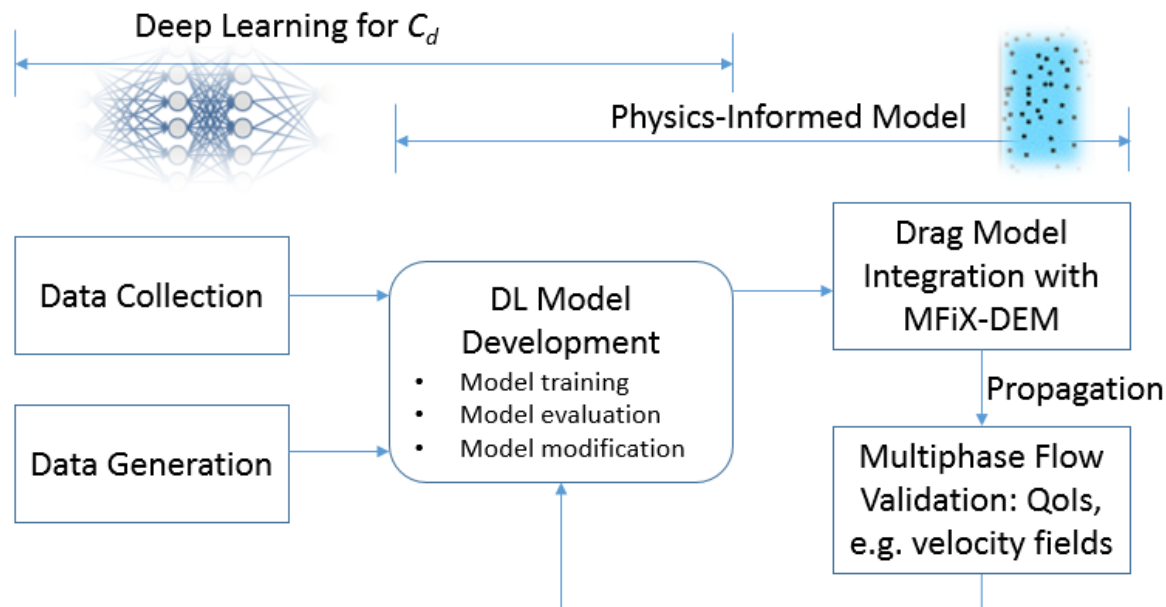 Deep Learning for C_d
Physics-Informed Model
Data Collection
Data Generation
DL Model
Development
• Model training
• Model evaluation
• Model modification
Drag Model
Integration with
MFiX-DEM
Propagation
Multiphase Flow
Validation: QoIs,
e.g. velocity fields